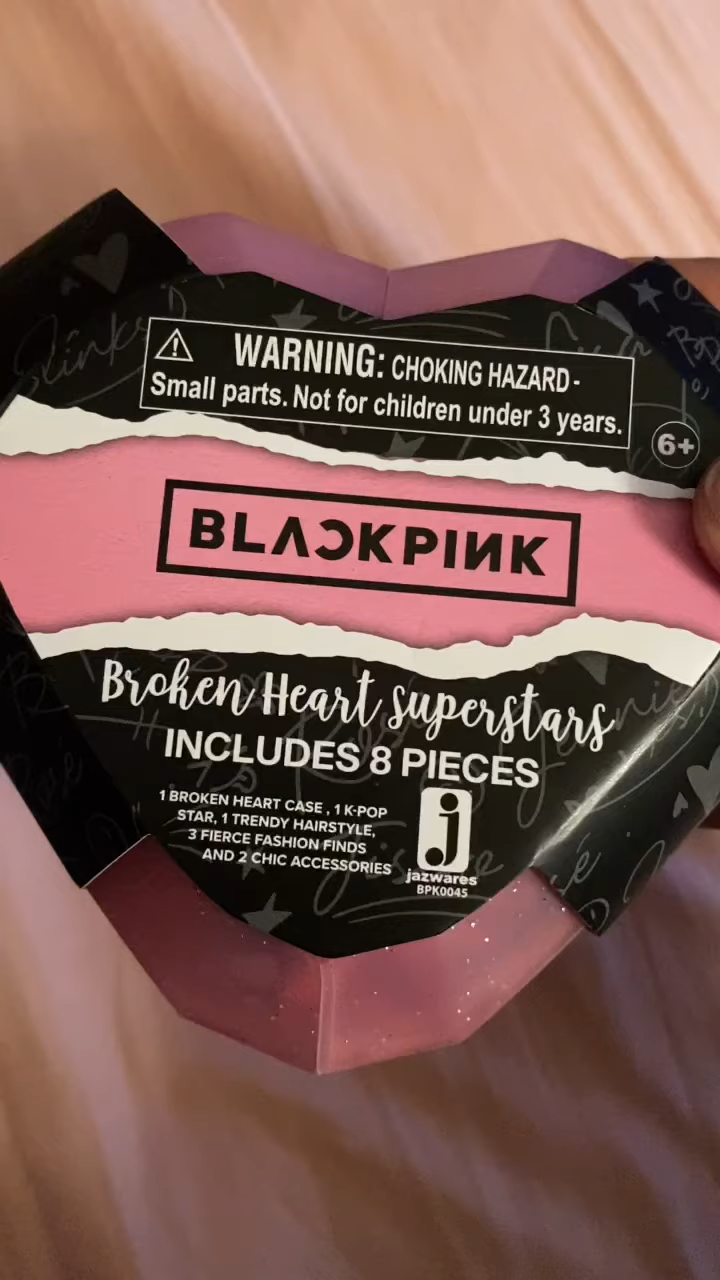 WARNING: CHOKING HAZARD -
Small parts. Not for children under 3 years.
6+
BLACKPINK
Broken Heart Superstars
INCLUDES 8 PIECES
1 BROKEN HEART CASE , 1 K-POP
STAR, 1 TRENDY HAIRSTYLE,
3 FIERCE FASHION FINDS
AND 2 CHIC ACCESSORIES
j
jazwares
BPK0045